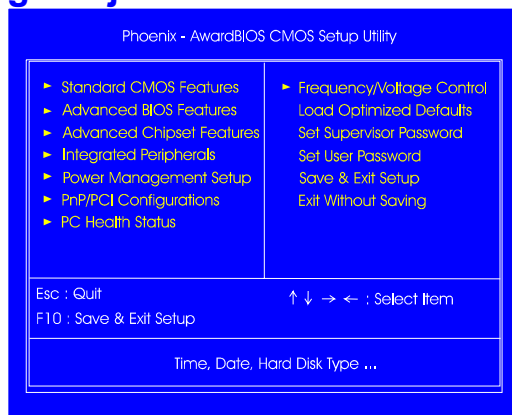 Phoenix - AwardBIOS CMOS Setup Utility
► Standard CMOS Features
► Advanced BIOS Features
► Advanced Chipset Features
► Integrated Peripherals
► Power Management Setup
► PnP/PCI Configurations
► PC Health Status
► Frequency/Voltage Control
Load Optimized Defaults
Set Supervisor Password
Set User Password
Save & Exit Setup
Exit Without Saving
Esc : Quit
F10 : Save & Exit Setup
↑ ↓ → ← : Select Item
Time, Date, Hard Disk Type ...